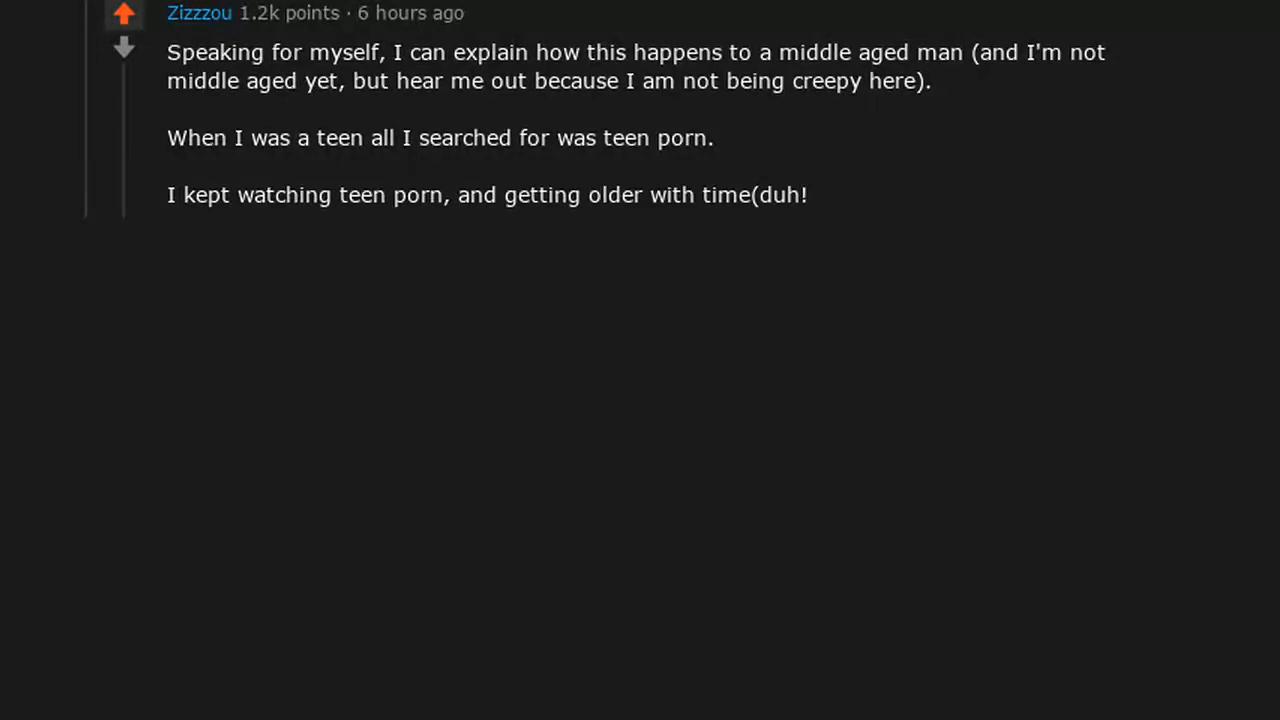 Zizzzou 1.2k points · 6 hours ago
Speaking for myself, I can explain how this happens to a middle aged man (and I'm not
middle aged yet, but hear me out because I am not being creepy here).
When I was a teen all I searched for was teen porn.
I kept watching teen porn, and getting older with time(duh!